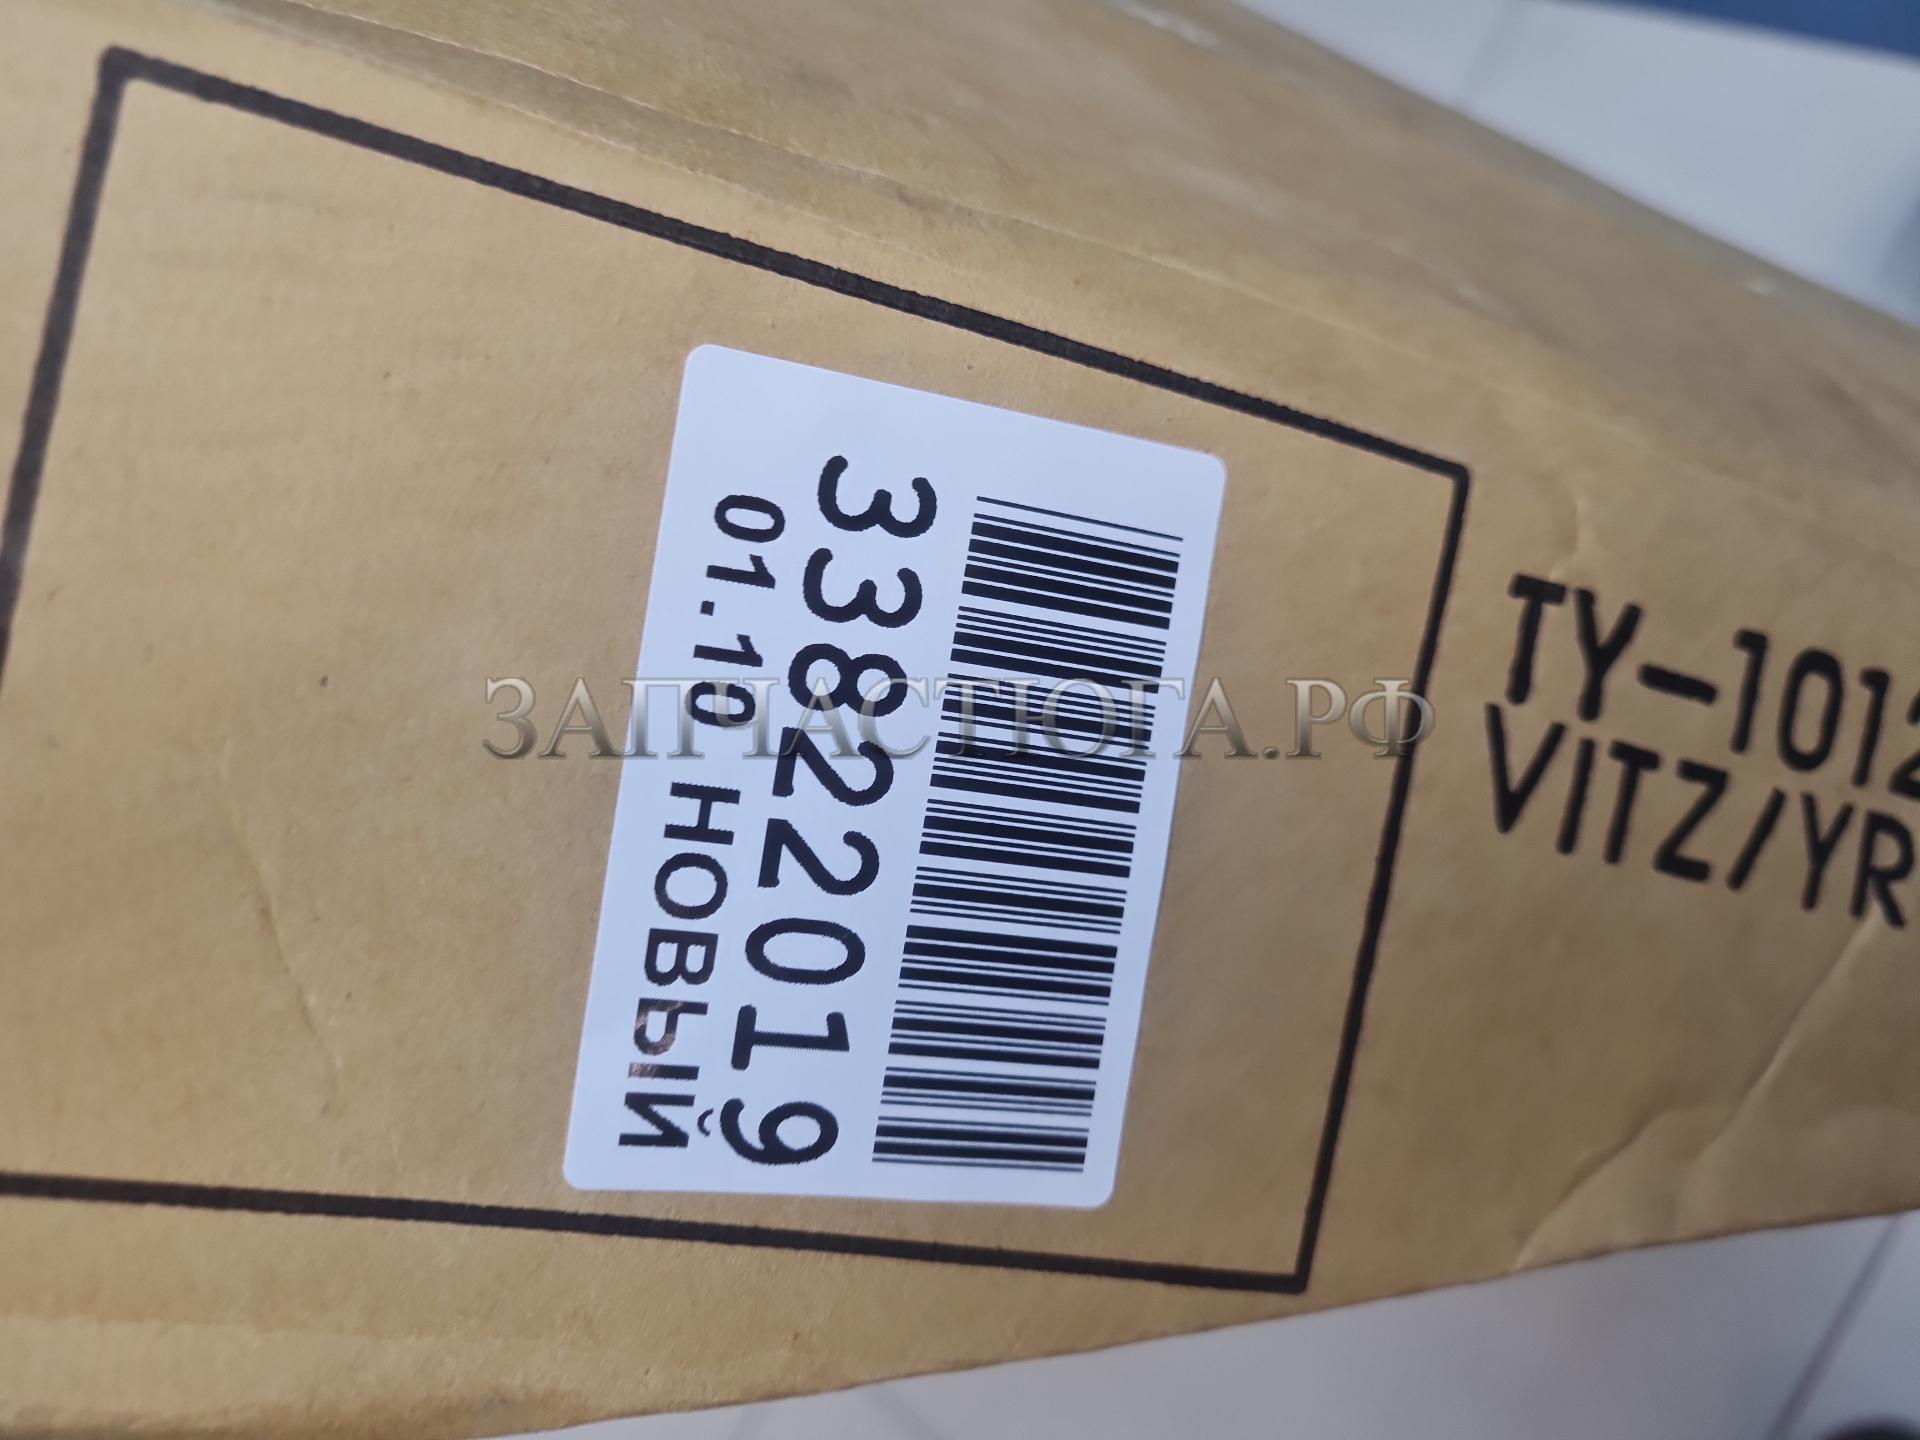 33822019
01.10 НОВЫЙ
TY-1012
VITZ/YR
ЗАПЧАСТЮГА.РФ